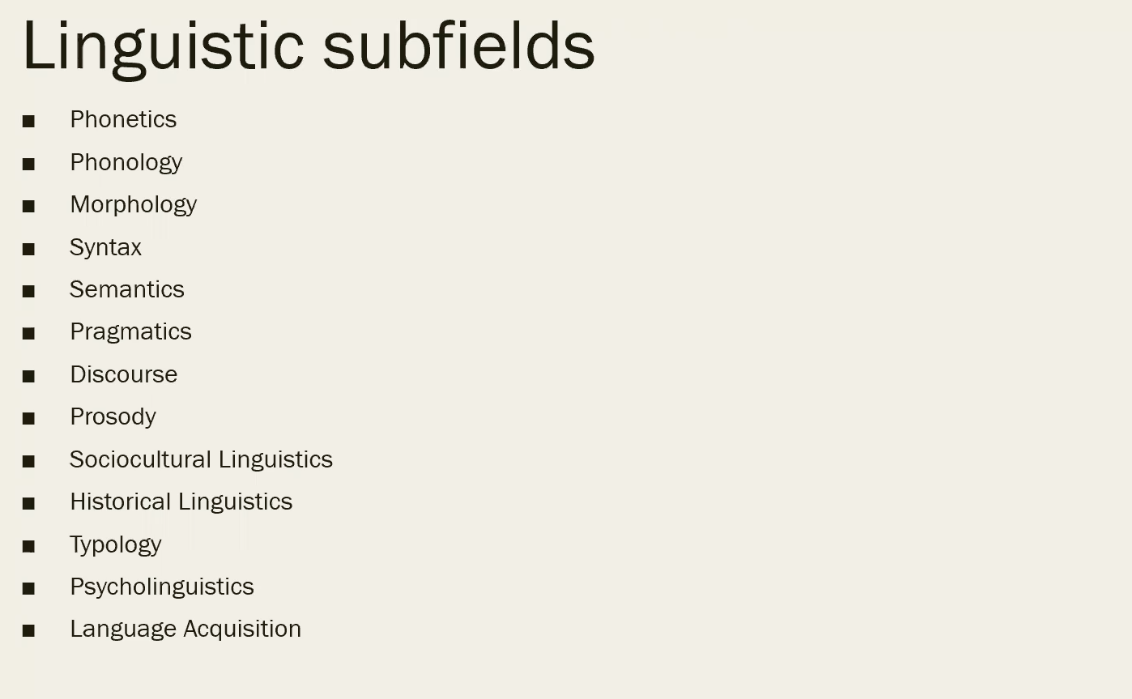 Linguistic subfields
■ Phonetics
■ Phonology
■ Morphology
■ Syntax
■ Semantics
■ Pragmatics
■ Discourse
■ Prosody
■ Sociocultural Linguistics
■ Historical Linguistics
■ Typology
■ Psycholinguistics
■ Language Acquisition